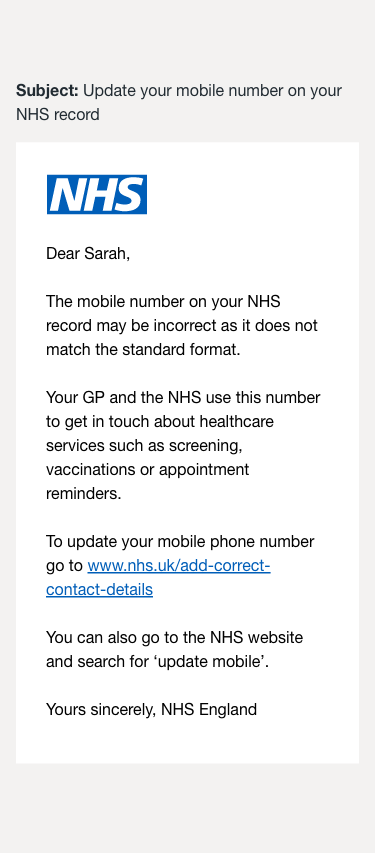 Subject: Update your mobile number on your
NHS record
NHS
Dear Sarah,
The mobile number on your NHS
record may be incorrect as it does not
match the standard format.
Your GP and the NHS use this number
to get in touch about healthcare
services such as screening,
vaccinations or appointment
reminders.
To update your mobile phone number
go to www.nhs.uk/add-correct-
contact-details
You can also go to the NHS website
and search for ‘update mobile’.
Yours sincerely, NHS England